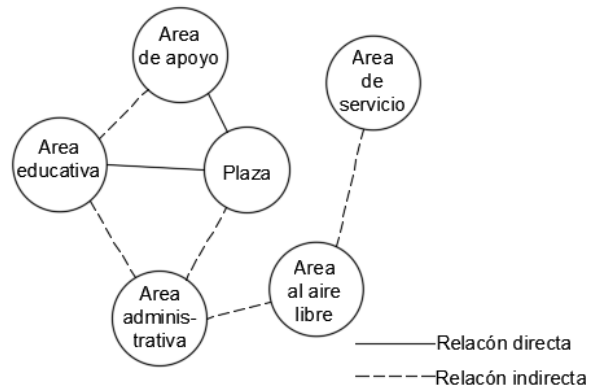 Area
de apoyo
Area
de
servicio
Area
educativa
Plaza
Area
adminis-
trativa
Area
al aire
libre
Relacón directa
Relacón indirecta